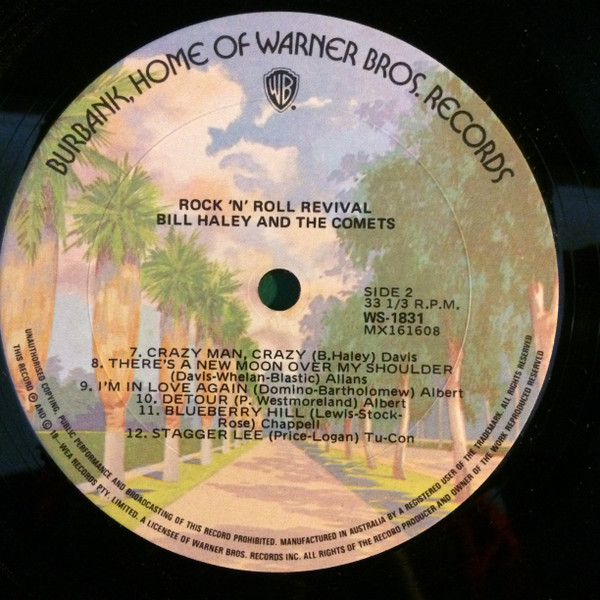 BURBANK, HOME OF WARNER BROS. RECORDS
WB
ROCK 'N' ROLL REVIVAL
BILL HALEY AND THE COMETS
SIDE 2
33 1/3 R.P.M.
WS-1831
MX161608
7. CRAZY MAN, CRAZY (B.Haley) Davis
8. THERE'S A NEW MOON OVER MY SHOULDER
(Davis-Whelan-Blastic) Allans
9. I'M IN LOVE AGAIN (Domino-Bartholomew) Albert
10. DETOUR (P. Westmoreland) Albert
11. BLUEBERRY HILL (Lewis-Stock-
Rose) Chappell
12. STAGGER LEE (Price-Logan) Tu-Con
UNAUTHORISED COPYING, PUBLIC PERFORMANCE AND BROADCASTING OF THIS RECORD PROHIBITED. MANUFACTURED IN AUSTRALIA BY A REGISTERED USER OF THE TRADEMARK. ALL RIGHTS RESERVED
THIS RECORD ℗ AND © WEA RECORDS PTY. LIMITED. A LICENSEE OF WARNER BROS. RECORDS INC. ALL RIGHTS OF THE RECORD PRODUCER AND OWNER OF THE WORK REPRODUCED RESERVED